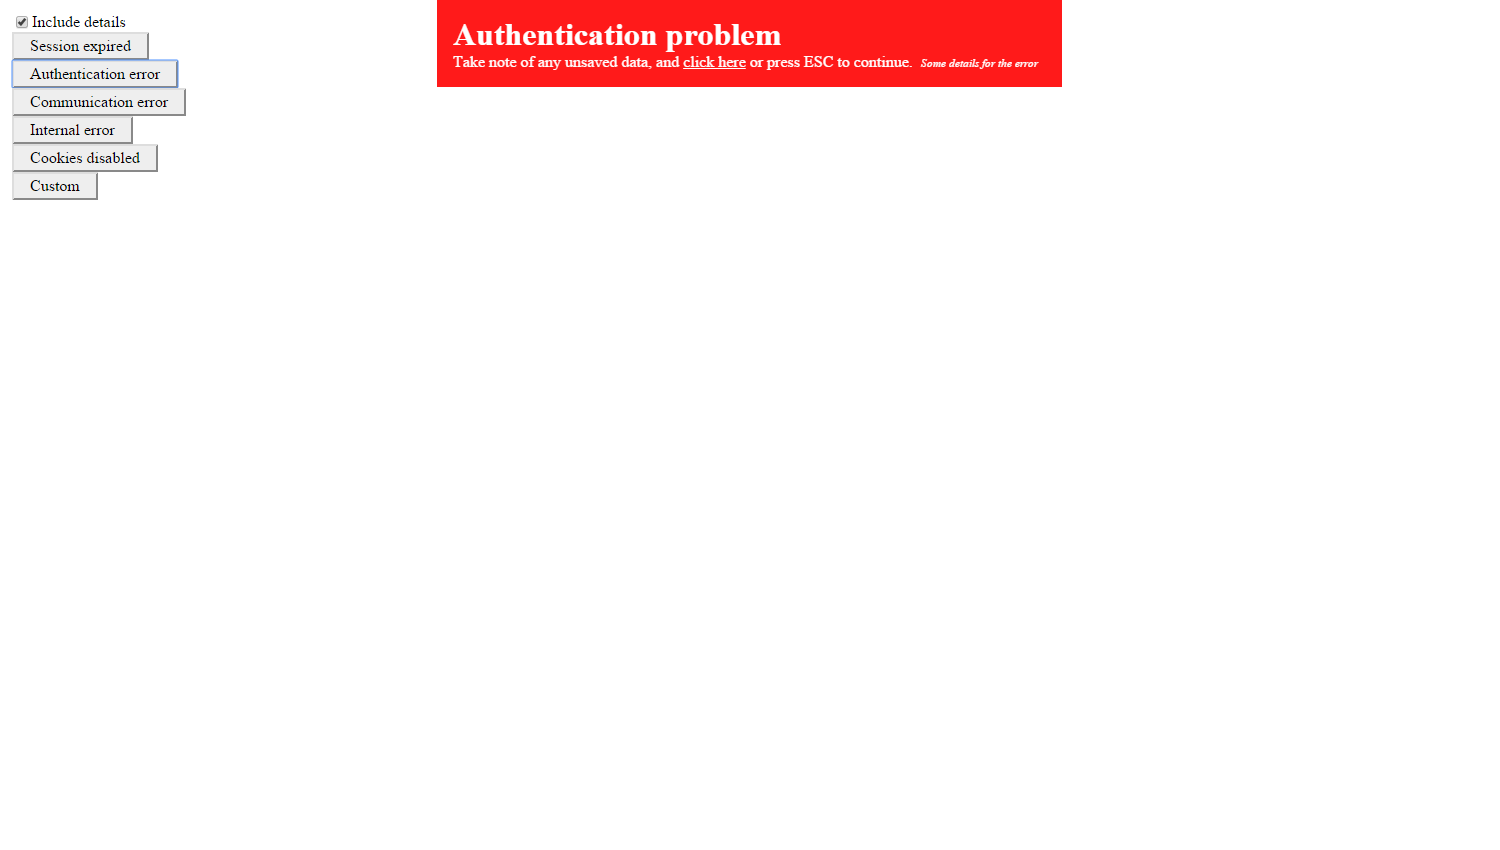 Include details
Session expired
Authentication error
Communication error
Internal error
Cookies disabled
Custom
Authentication problem
Take note of any unsaved data, and click here or press ESC to continue. Some details for the error